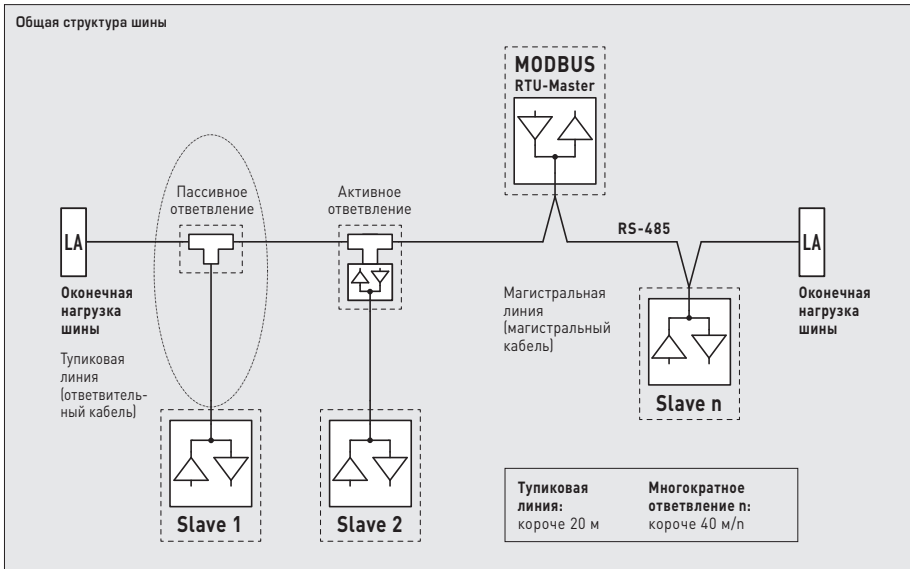 Общая структура шины
MODBUS
RTU-Master
Пассивное
ответвление
Активное
ответвление
RS-485
LA
LA
Оконечная
нагрузка
шины
Магистральная
линия
(магистральный
кабель)
Оконечная
нагрузка
шины
Тупиковая
линия
(ответвитель-
ный кабель)
Slave n
Slave 1
Slave 2
Тупиковая
линия:
короче 20 м
Многократное
ответвление n:
короче 40 м/n